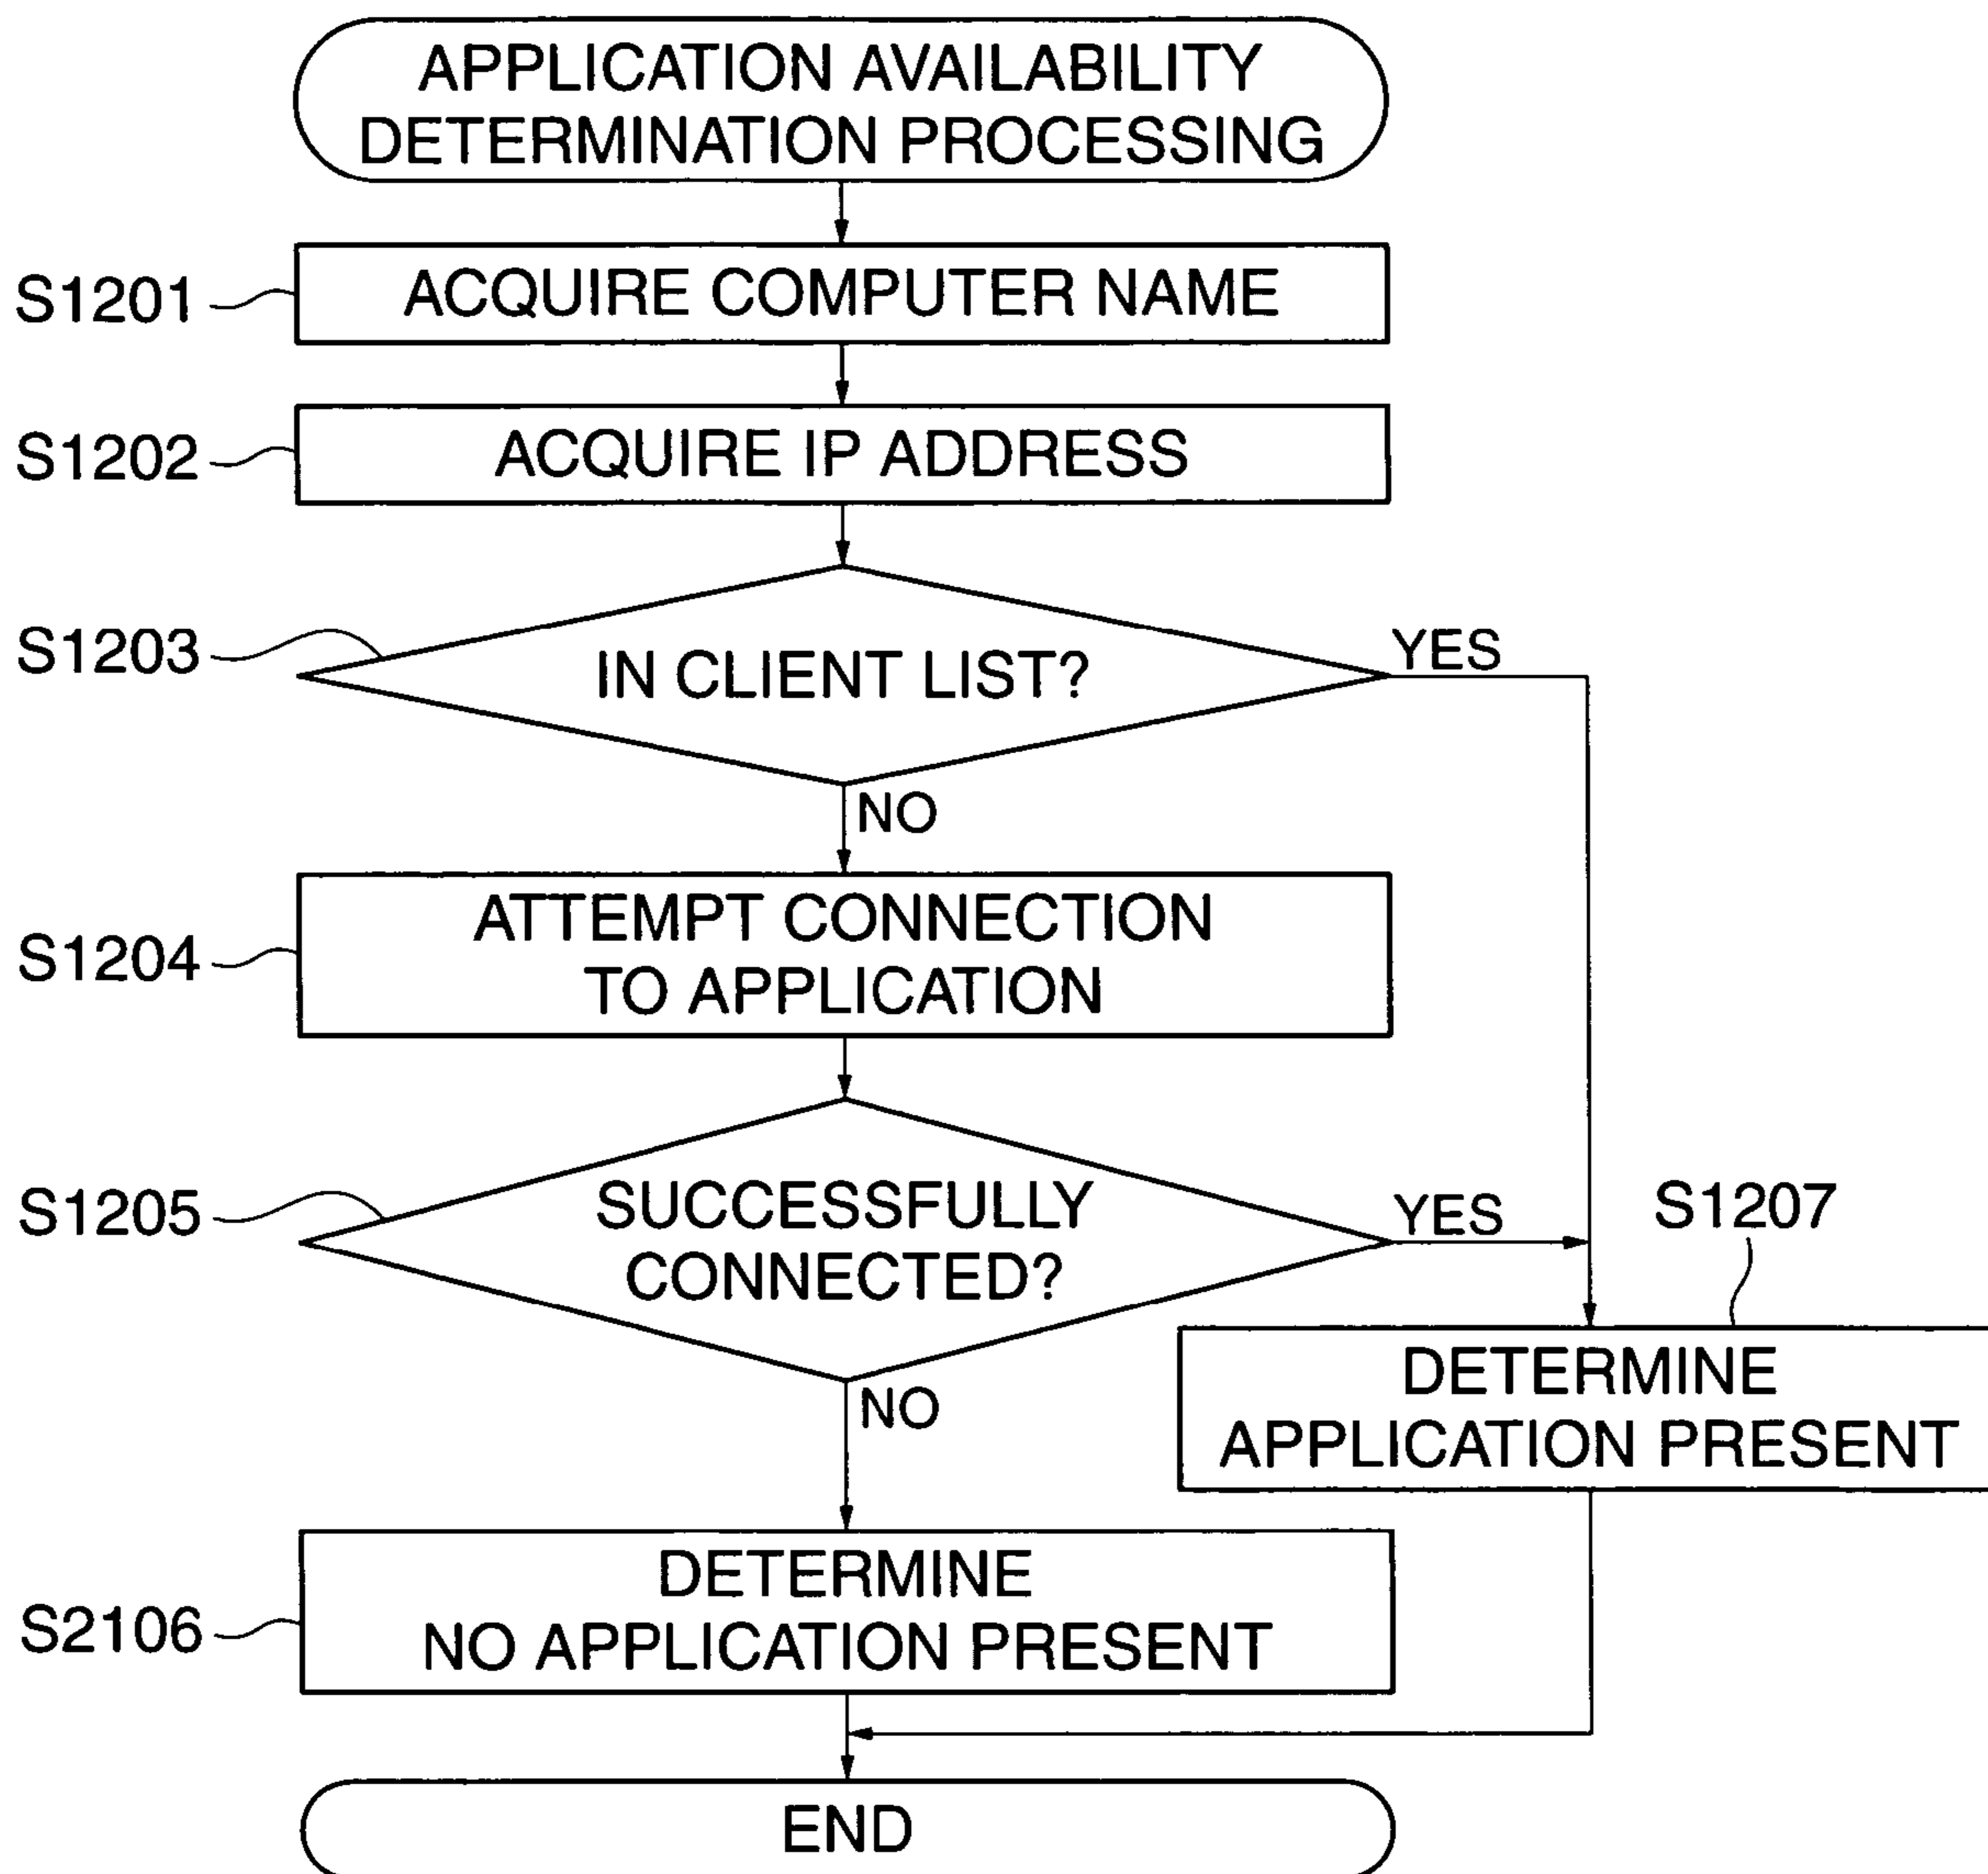 APPLICATION AVAILABILITY
DETERMINATION PROCESSING
S1201
ACQUIRE COMPUTER NAME
S1202
ACQUIRE IP ADDRESS
S1203
IN CLIENT LIST?
YES
NO
S1204
ATTEMPT CONNECTION
TO APPLICATION
S1205
SUCCESSFULLY
CONNECTED?
YES
NO
S1207
DETERMINE
APPLICATION PRESENT
S2106
DETERMINE
NO APPLICATION PRESENT
END